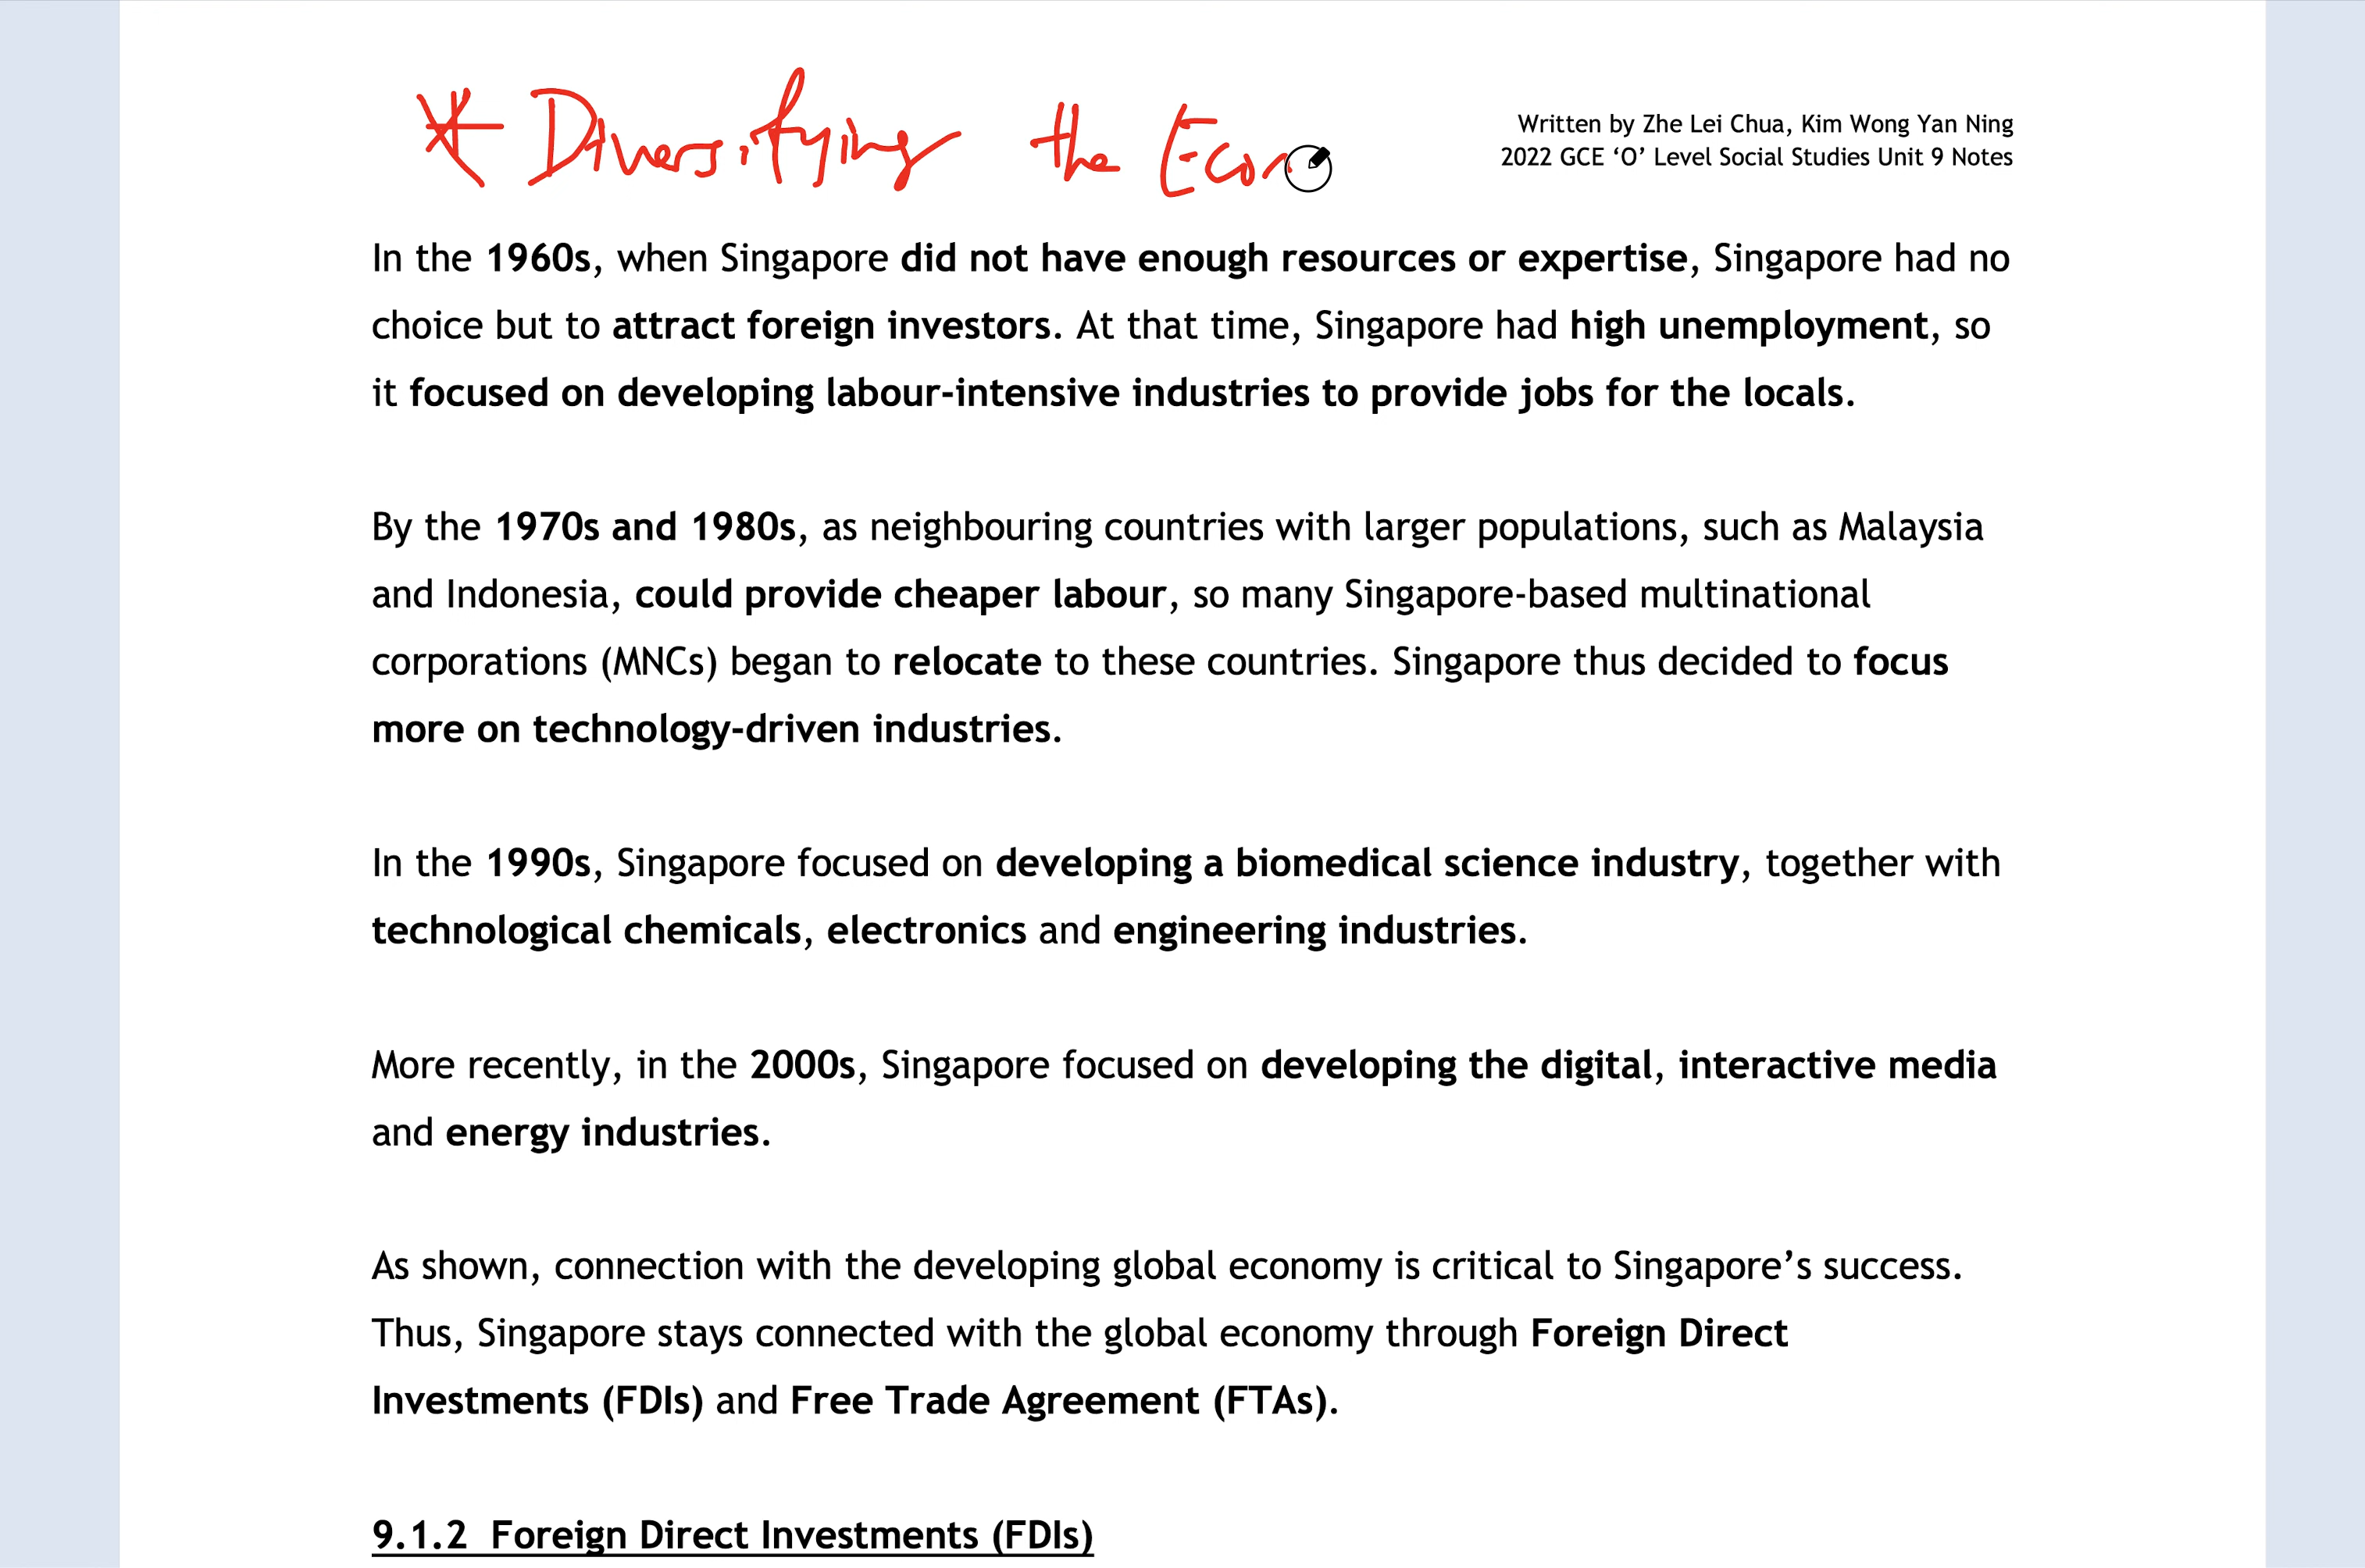 * Diversifying the Econ
Written by Zhe Lei Chua, Kim Wong Yan Ning
2022 GCE ‘O’ Level Social Studies Unit 9 Notes
In the 1960s, when Singapore did not have enough resources or expertise, Singapore had no
choice but to attract foreign investors. At that time, Singapore had high unemployment, so
it focused on developing labour-intensive industries to provide jobs for the locals.
By the 1970s and 1980s, as neighbouring countries with larger populations, such as Malaysia
and Indonesia, could provide cheaper labour, so many Singapore-based multinational
corporations (MNCs) began to relocate to these countries. Singapore thus decided to focus
more on technology-driven industries.
In the 1990s, Singapore focused on developing a biomedical science industry, together with
technological chemicals, electronics and engineering industries.
More recently, in the 2000s, Singapore focused on developing the digital, interactive media
and energy industries.
As shown, connection with the developing global economy is critical to Singapore’s success.
Thus, Singapore stays connected with the global economy through Foreign Direct
Investments (FDIs) and Free Trade Agreement (FTAs).
9.1.2 Foreign Direct Investments (FDIs)